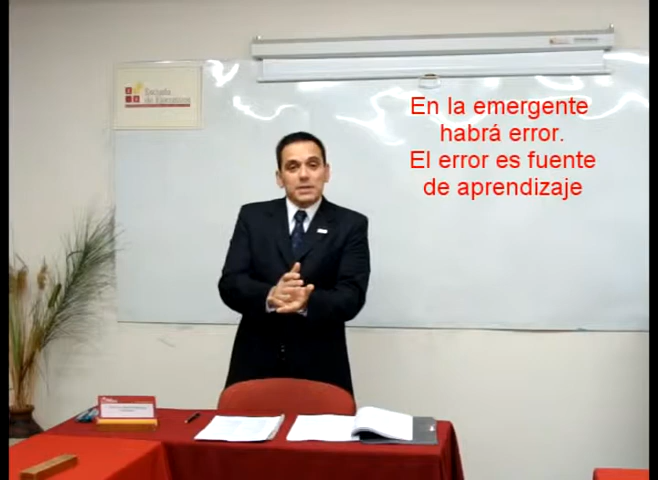 Escuela
de Ejecutivos
En la emergente
habrá error.
El error es fuente
de aprendizaje